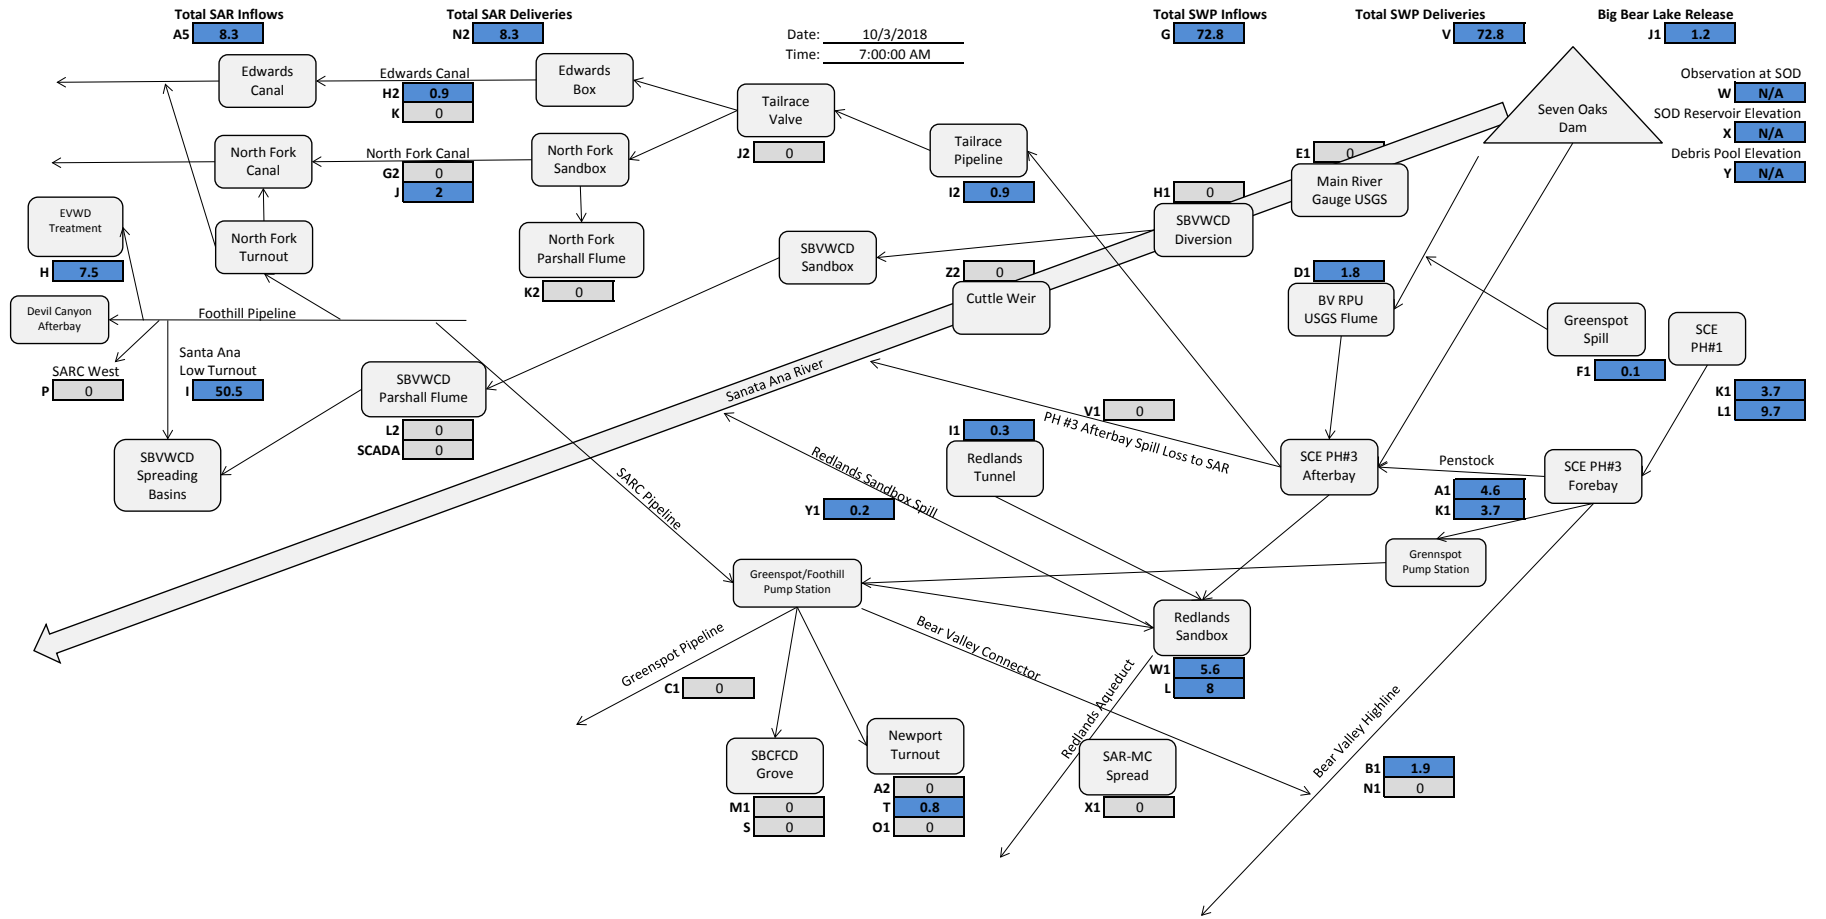 Total SAR Inflows
A5 8.3
Total SAR Deliveries
N2 8.3
Date: 10/3/2018
Time: 7:00:00 AM
Total SWP Inflows
G 72.8
Total SWP Deliveries
V 72.8
Big Bear Lake Release
J1 1.2
Edwards
Canal
Edwards Canal
H2 0.9
K 0
Edwards
Box
Tailrace
Valve
J2 0
Tailrace
Pipeline
I2 0.9
Seven Oaks
Dam
Observation at SOD
W N/A
SOD Reservoir Elevation
X N/A
Debris Pool Elevation
Y N/A
North Fork
Canal
North Fork Canal
G2 0
J 2
North Fork
Sandbox
E1 0
Main River
Gauge USGS
H1 0
SBVWCD
Diversion
EVWD
Treatment
H 7.5
North Fork
Turnout
North Fork
Parshall Flume
K2 0
SBVWCD
Sandbox
Z2 0
Cuttle Weir
D1 1.8
BV RPU
USGS Flume
Greenspot
Spill
F1 0.1
SCE
PH#1
K1 3.7
L1 9.7
Devil Canyon
Afterbay
Foothill Pipeline
SARC West
P 0
Santa Ana
Low Turnout
I 50.5
SBVWCD
Parshall Flume
L2 0
SCADA 0
Sanata Ana River
V1 0
PH #3 Afterbay Spill Loss to SAR
I1 0.3
Redlands
Tunnel
SBVWCD
Spreading
Basins
SARC Pipeline
Redlands Sandbox Spill
Y1 0.2
SCE PH#3
Afterbay
Penstock
A1 4.6
K1 3.7
SCE PH#3
Forebay
Grennspot
Pump Station
Greenspot/Foothill
Pump Station
Redlands
Sandbox
W1 5.6
L 8
Greenspot Pipeline
C1 0
Bear Valley Connector
Redlands Aqueduct
Bear Valley Highline
SBCFCD
Grove
M1 0
S 0
Newport
Turnout
A2 0
T 0.8
O1 0
SAR-MC
Spread
X1 0
B1 1.9
N1 0